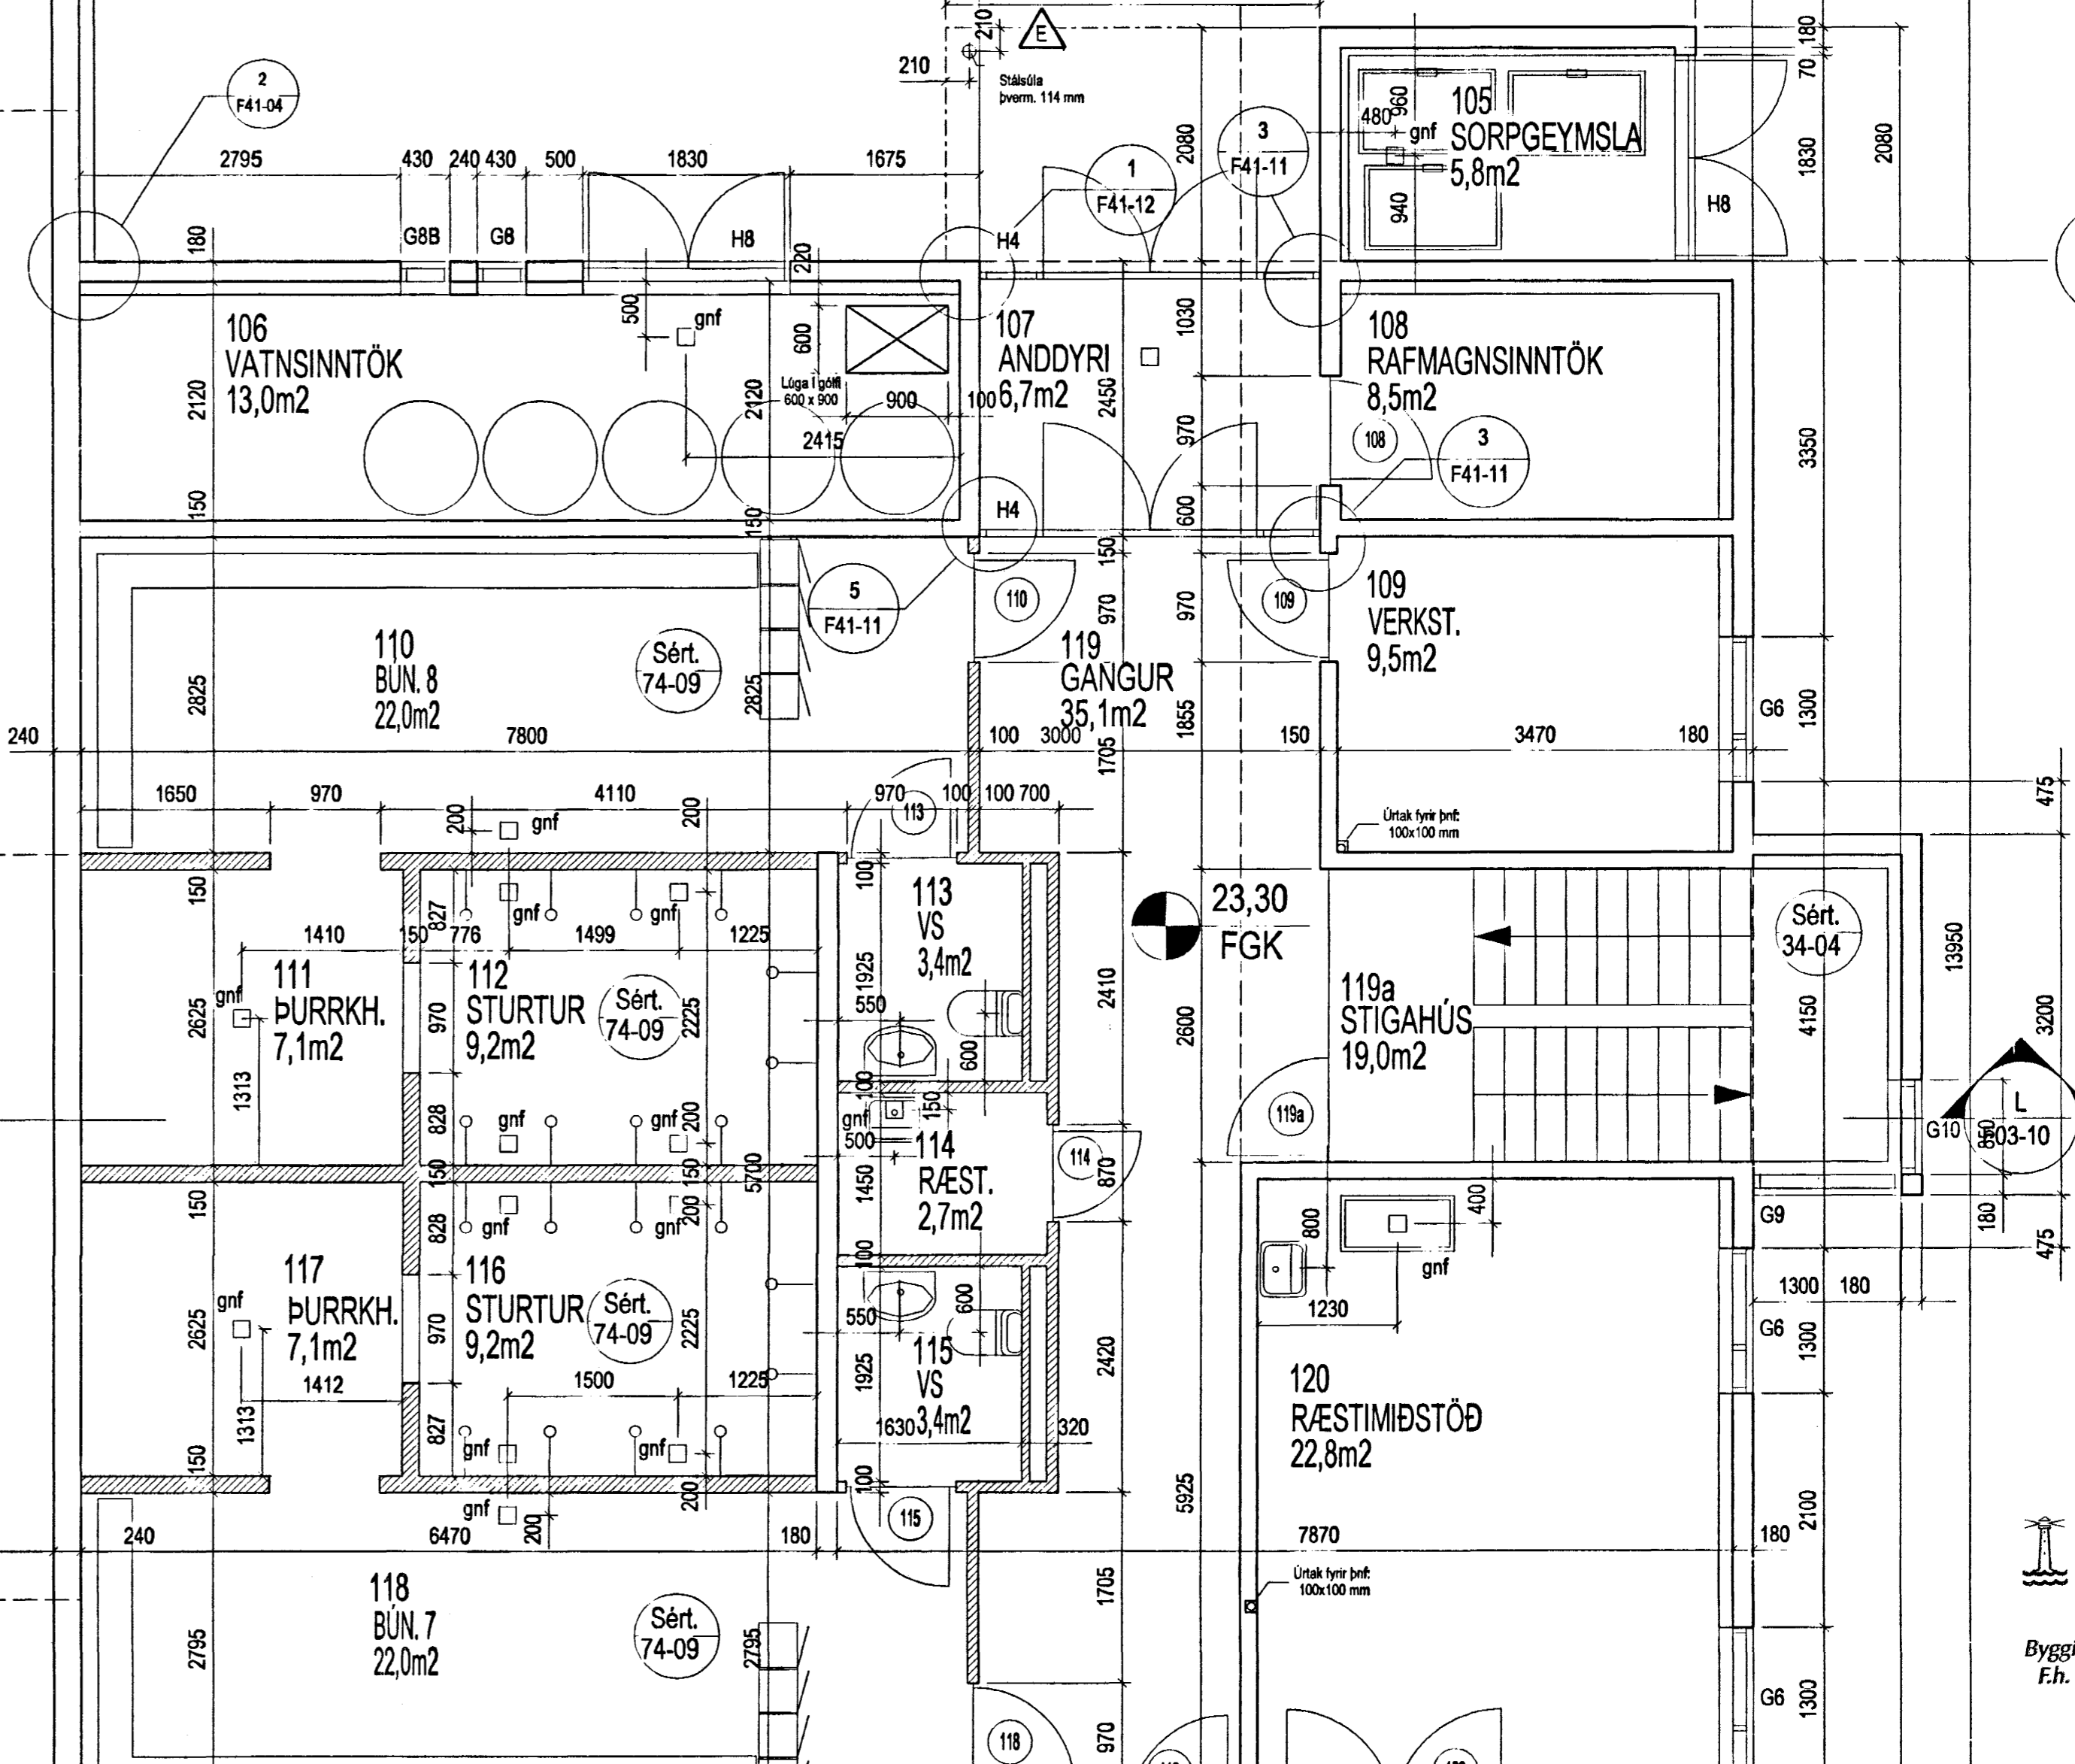 210
E
210
Stálsúla
þverm. 114 mm
2
F41-04
2795
430
240
430
500
1830
1675
2080
3
F41-11
1
F41-12
480
960
gnf
940
105
SORPGEYMSLA
5,8m2
H8
180
70
1830
2080
180
G8B
G8
H8
220
H4
500
gnf
600
Lúga í gólfi
600 x 900
900
100
2415
106
VATNSINNTÖK
13,0m2
2120
2120
150
150
107
ANDDYRI
6,7m2
2450
1030
970
600
108
RAFMAGNSINNTÖK
8,5m2
108
3
F41-11
3350
H4
5
F41-11
110
109
150
970
970
110
BÚN. 8
22,0m2
Sért.
74-09
2825
2825
119
GANGUR
35,1m2
1855
1705
109
VERKST.
9,5m2
G6
1300
240
7800
100
3000
150
3470
180
1650
970
4110
970
100
100
700
113
200
gnf
200
Úrtak fyrir þnf:
100x100 mm
475
150
827
gnf
gnf
100
1410
150
776
1499
1225
113
VS
3,4m2
1925
550
600
23,30
FGK
2410
2600
111
ÞURRKH.
7,1m2
gnf
2625
1313
112
STURTUR
9,2m2
Sért.
74-09
970
2225
828
gnf
200
119a
STIGAHÚS
19,0m2
119a
Sért.
34-04
4150
13950
3200
L
B03-10
G10
850
100
150
gnf
500
114
RÆST.
2,7m2
1450
114
870
150
150
150
5700
828
gnf
gnf
200
100
800
400
gnf
1230
G9
180
475
1300
180
117
ÞURRKH.
7,1m2
gnf
2625
1313
1412
116
STURTUR
9,2m2
Sért.
74-09
970
2225
1500
1225
827
gnf
gnf
550
600
115
VS
3,4m2
1925
1630
320
2420
120
RÆSTIMIÐSTÖÐ
22,8m2
G6
1300
150
100
200
gnf
200
115
5925
2100
240
6470
180
7870
180
Úrtak fyrir þnf:
100x100 mm
118
BÚN. 7
22,0m2
Sért.
74-09
2795
2795
1705
118
970
G6
1300
F.h.